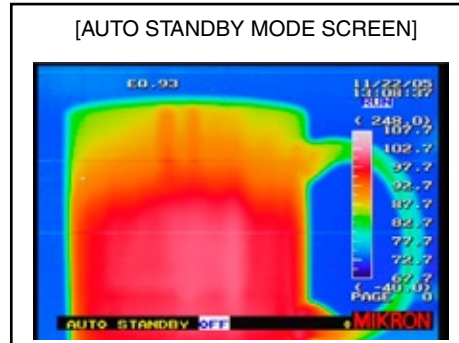 [AUTO STANDBY MODE SCREEN]
E0.93
11/22/05
13:08:37
RUN
( 248.0)
107.7
102.7
97.7
92.7
87.7
82.7
77.7
72.7
67.7
( -40.0)
PAGE 0
AUTO STANDBY OFF
MIKRON